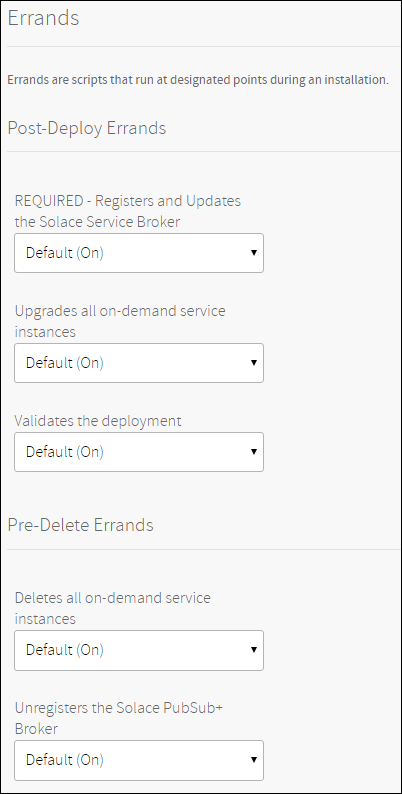 Errands
Errands are scripts that run at designated points during an installation.
Post-Deploy Errands
REQUIRED - Registers and Updates
the Solace Service Broker
Default (On)
Upgrades all on-demand service
instances
Default (On)
Validates the deployment
Default (On)
Pre-Delete Errands
Deletes all on-demand service
instances
Default (On)
Unregisters the Solace PubSub+
Broker
Default (On)